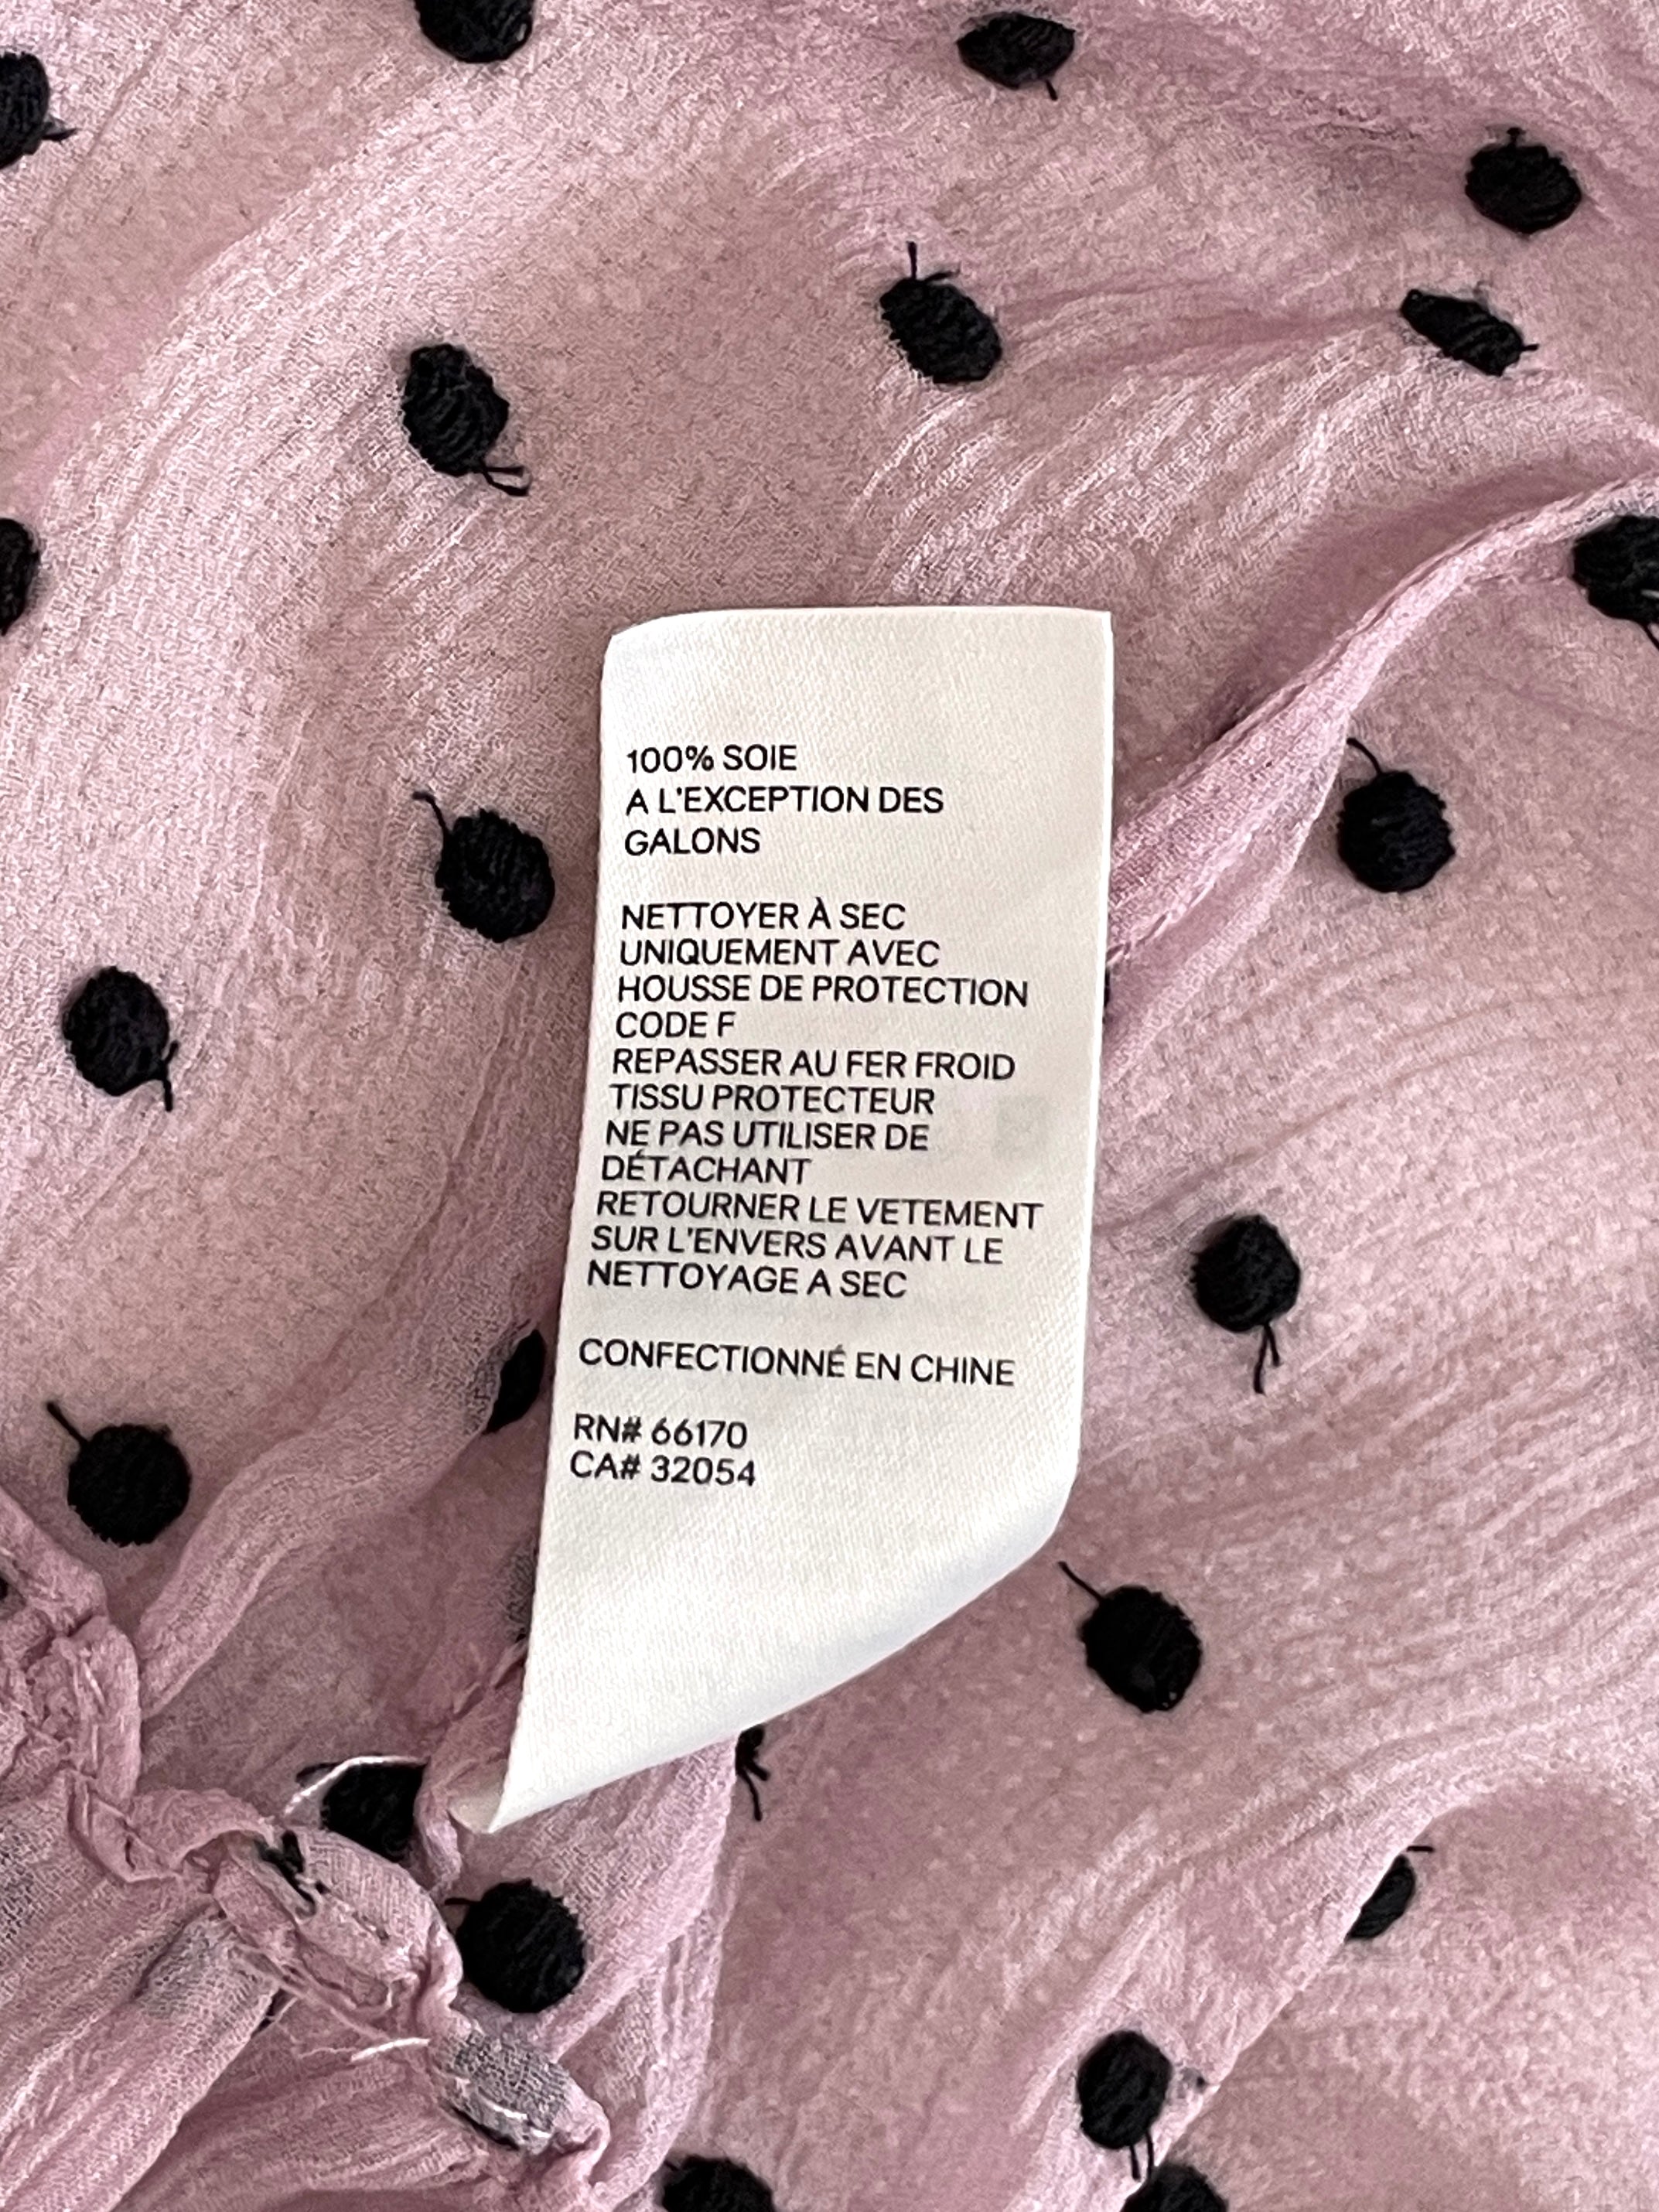 100% SOIE
A L'EXCEPTION DES
GALONS
NETTOYER À SEC
UNIQUEMENT AVEC
HOUSSE DE PROTECTION
CODE F
REPASSER AU FER FROID
TISSU PROTECTEUR
NE PAS UTILISER DE
DÉTACHANT
RETOURNER LE VETEMENT
SUR L'ENVERS AVANT LE
NETTOYAGE A SEC
CONFECTIONNÉ EN CHINE
RN# 66170
CA# 32054